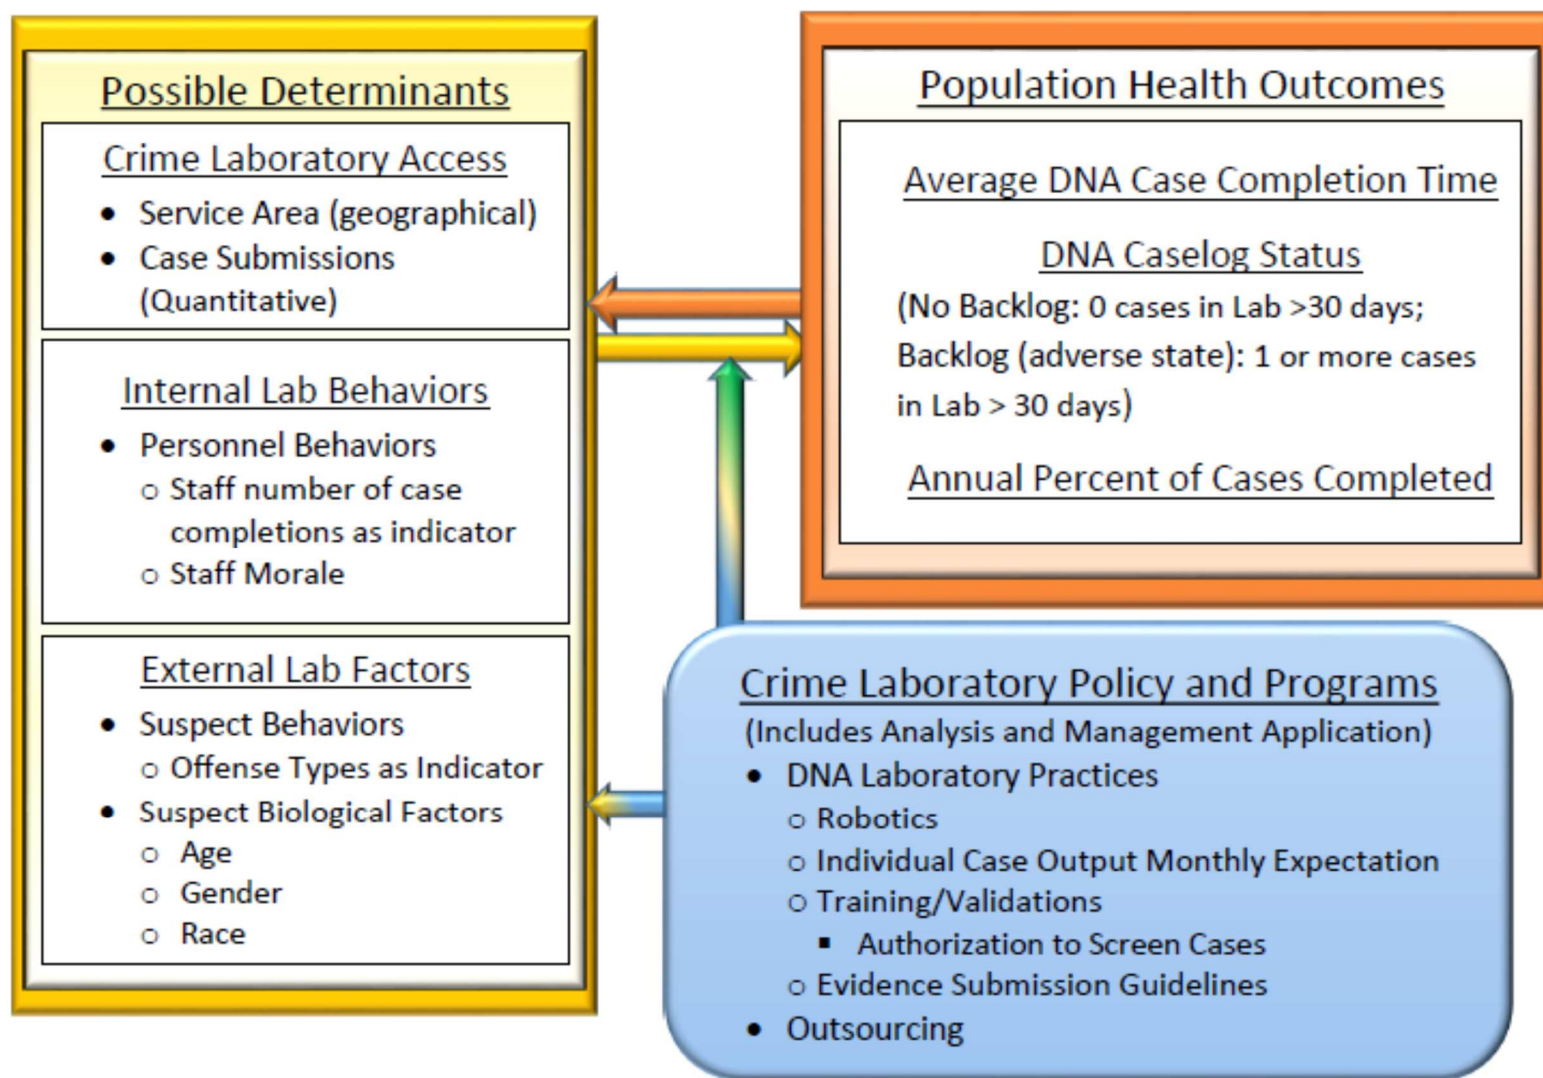 Possible Determinants
Crime Laboratory Access
• Service Area (geographical)
• Case Submissions
(Quantitative)
Internal Lab Behaviors
• Personnel Behaviors
o Staff number of case
completions as indicator
o Staff Morale
External Lab Factors
• Suspect Behaviors
o Offense Types as Indicator
• Suspect Biological Factors
o Age
o Gender
o Race
Population Health Outcomes
Average DNA Case Completion Time
DNA Caselog Status
(No Backlog: 0 cases in Lab >30 days;
Backlog (adverse state): 1 or more cases
in Lab > 30 days)
Annual Percent of Cases Completed
Crime Laboratory Policy and Programs
(Includes Analysis and Management Application)
• DNA Laboratory Practices
o Robotics
o Individual Case Output Monthly Expectation
o Training/Validations
▪ Authorization to Screen Cases
o Evidence Submission Guidelines
• Outsourcing